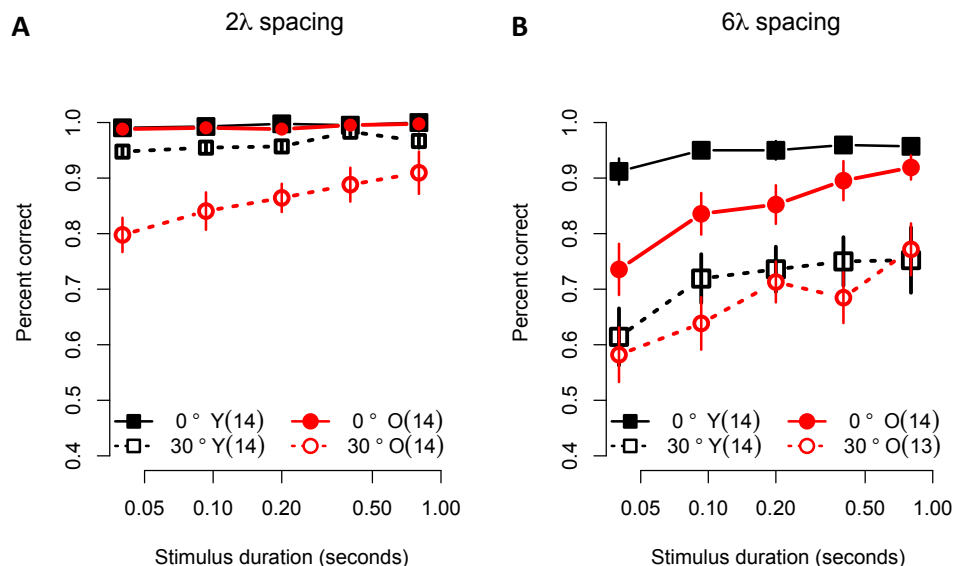 A
2λ spacing
Percent correct
1.0
0.9
0.8
0.7
0.6
0.5
0.4
0 ° Y(14)
0 ° O(14)
30 ° Y(14)
30 ° O(14)
0.05
0.10
0.20
0.50
1.00
Stimulus duration (seconds)
B
6λ spacing
Percent correct
1.0
0.9
0.8
0.7
0.6
0.5
0.4
0 ° Y(14)
0 ° O(14)
30 ° Y(14)
30 ° O(13)
0.05
0.10
0.20
0.50
1.00
Stimulus duration (seconds)